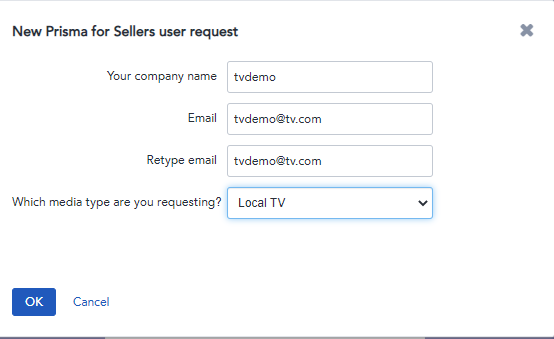 New Prisma for Sellers user request
Your company name tvdemo
Email tvdemo@tv.com
Retype email tvdemo@tv.com
Which media type are you requesting? Local TV
OK Cancel